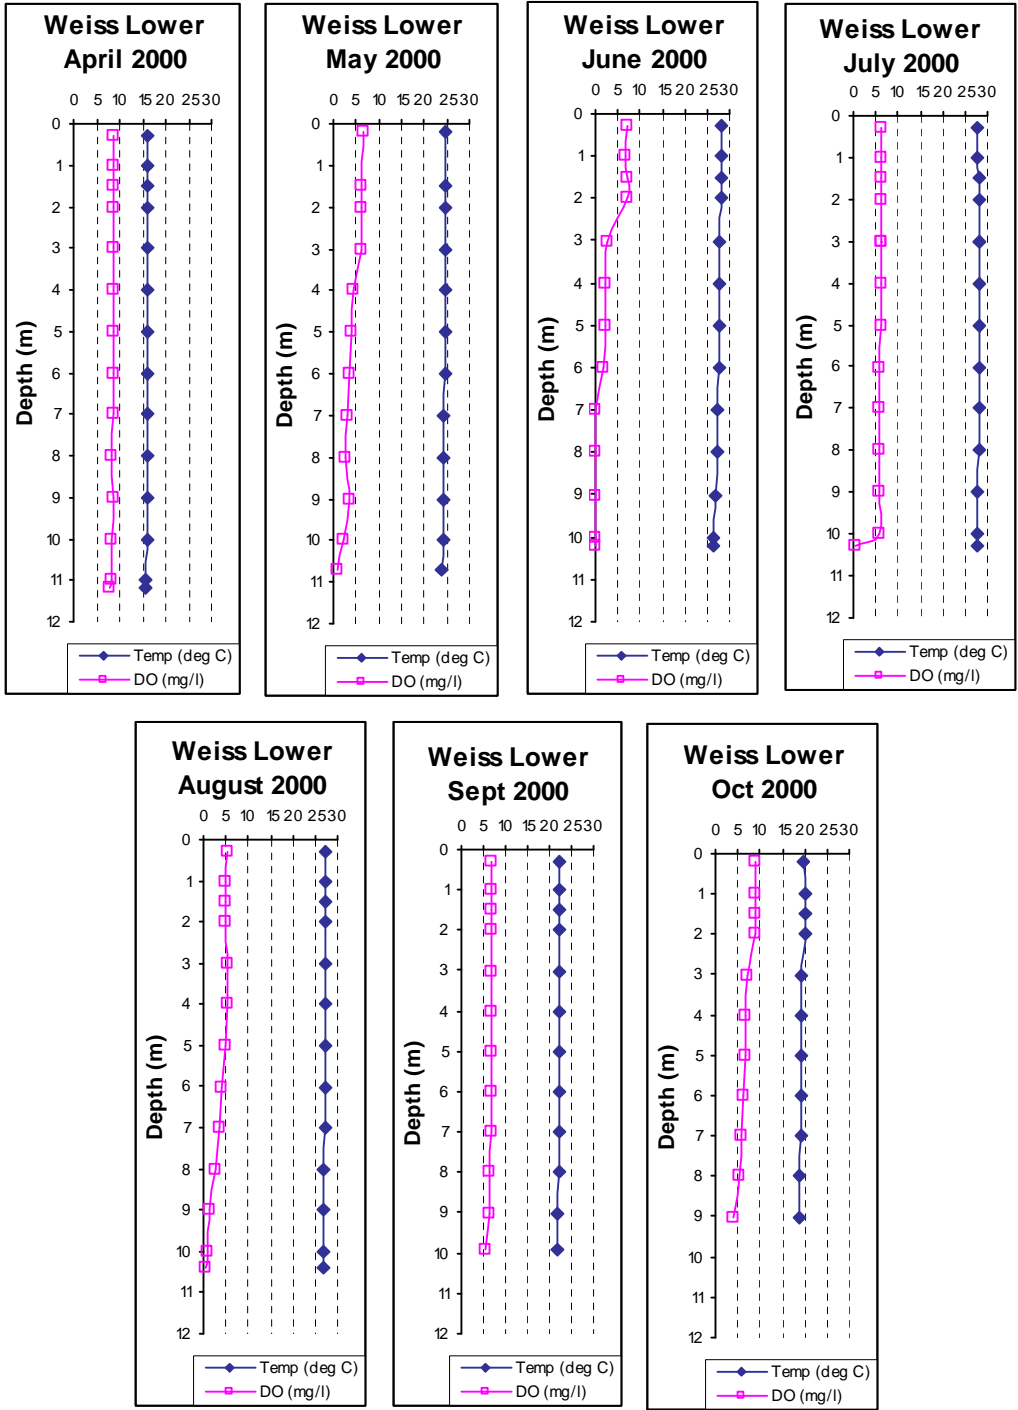 Weiss Lower
April 2000
0 5 10 15 20 25 30
0
1
2
3
4
5
6
7
8
9
10
11
12
Depth (m)
Temp (deg C)
DO (mg/l)
Weiss Lower
May 2000
0 5 10 15 20 25 30
0
1
2
3
4
5
6
7
8
9
10
11
12
Depth (m)
Temp (deg C)
DO (mg/l)
Weiss Lower
June 2000
0 5 10 15 20 25 30
0
1
2
3
4
5
6
7
8
9
10
11
12
Depth (m)
Temp (deg C)
DO (mg/l)
Weiss Lower
July 2000
0 5 10 15 20 25 30
0
1
2
3
4
5
6
7
8
9
10
11
12
Depth (m)
Temp (deg C)
DO (mg/l)
Weiss Lower
August 2000
0 5 10 15 20 25 30
0
1
2
3
4
5
6
7
8
9
10
11
12
Depth (m)
Temp (deg C)
DO (mg/l)
Weiss Lower
Sept 2000
0 5 10 15 20 25 30
0
1
2
3
4
5
6
7
8
9
10
11
12
Depth (m)
Temp (deg C)
DO (mg/l)
Weiss Lower
Oct 2000
0 5 10 15 20 25 30
0
1
2
3
4
5
6
7
8
9
10
11
12
Depth (m)
Temp (deg C)
DO (mg/l)